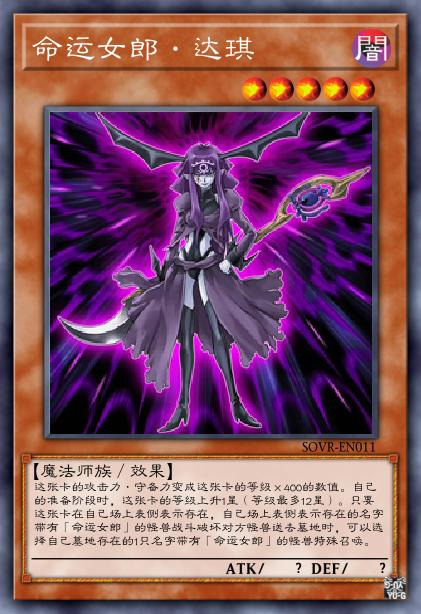 命运女郎·达琪
闇
SOVR-EN011
【魔法师族／效果】
这张卡的攻击力·守备力变成这张卡的等级×400的数值。自己
的准备阶段时，这张卡的等级上升1星（等级最多12星）。只要
这张卡在自己场上表侧表示存在，自己场上表侧表示存在的名字
带有「命运女郎」的怪兽战斗破坏对方怪兽送去墓地时，可以选
择自己墓地存在的1只名字带有「命运女郎」的怪兽特殊召唤。
ATK/ ? DEF/ ?